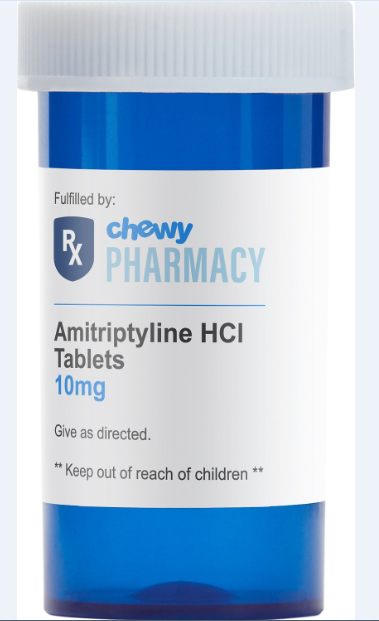 Fulfilled by:
Rx
chewy
PHARMACY
Amitriptyline HCl
Tablets
10mg
Give as directed.
** Keep out of reach of children **